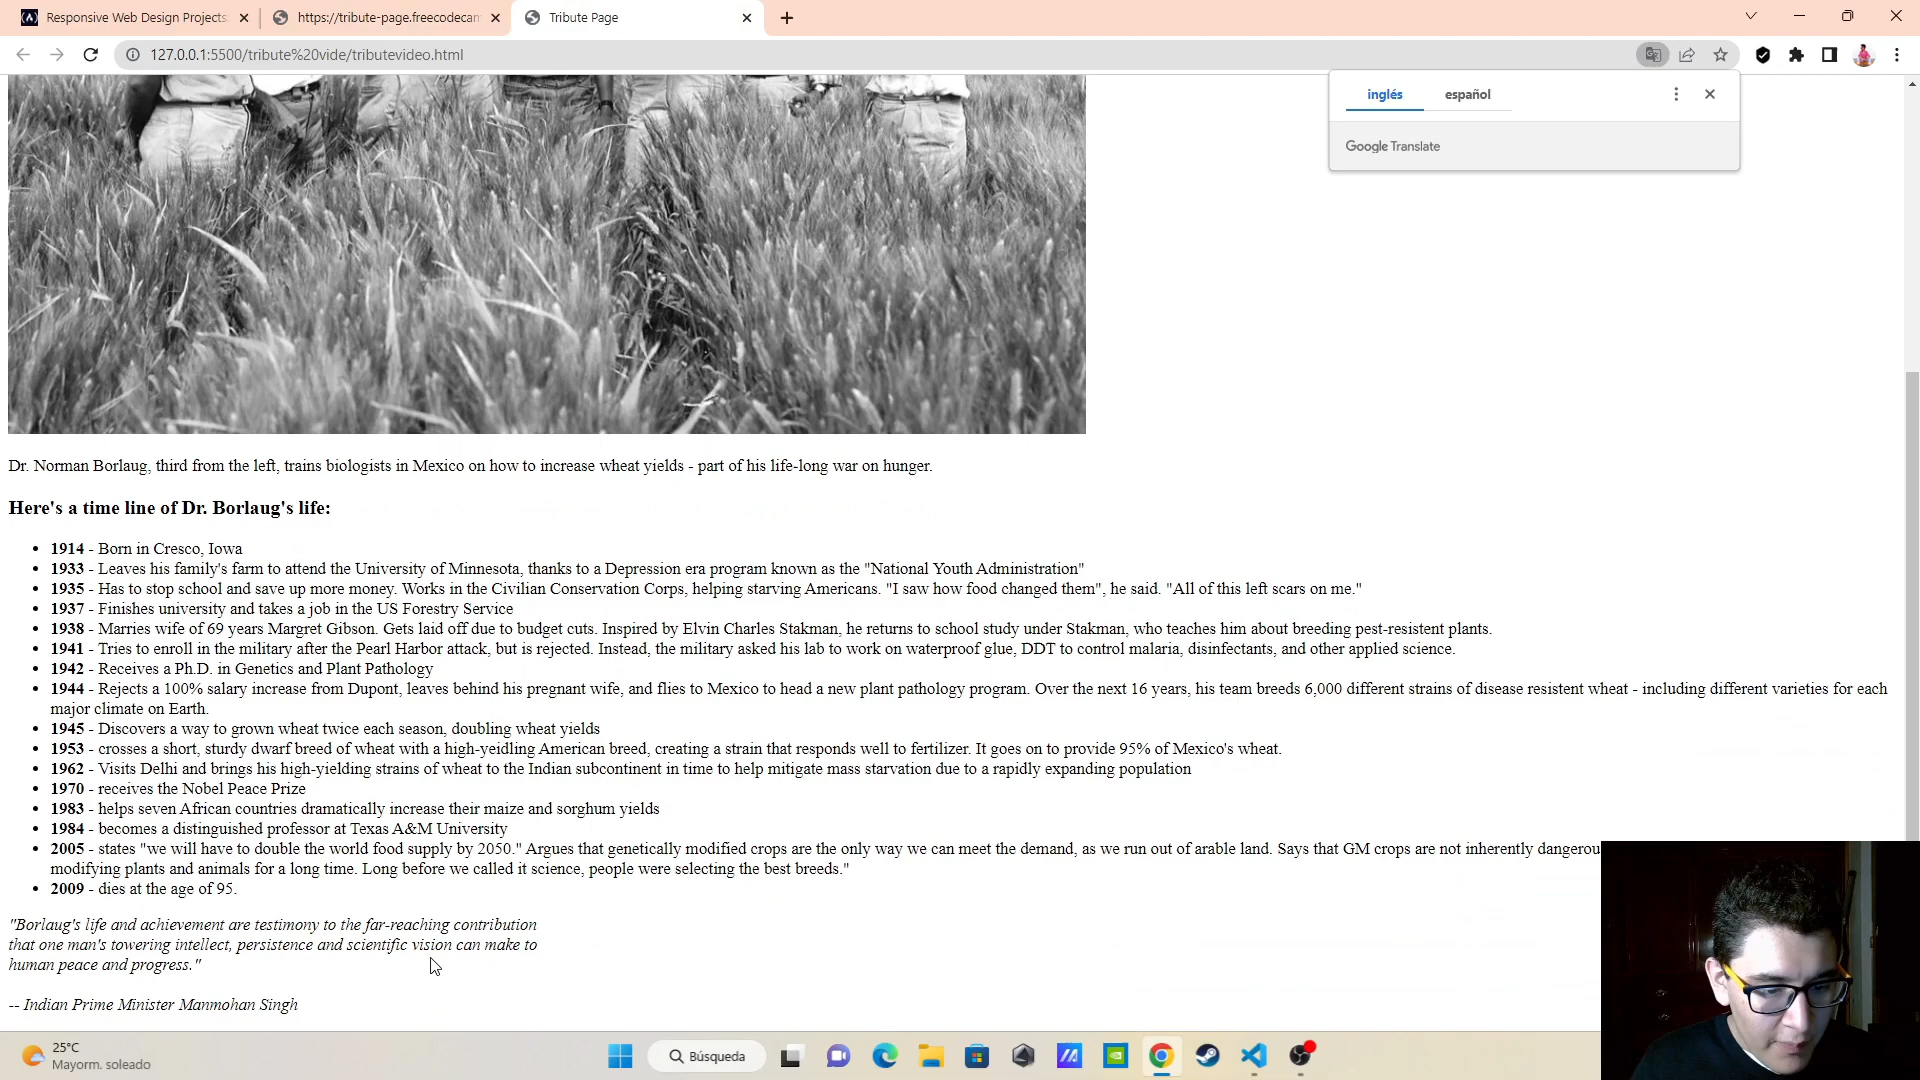 Responsive Web Design Projects
https://tribute-page.freecodecam
Tribute Page
127.0.0.1:5500/tribute%20vide/tributevideo.html
inglés español
Google Translate
Dr. Norman Borlaug, third from the left, trains biologists in Mexico on how to increase wheat yields - part of his life-long war on hunger.
Here's a time line of Dr. Borlaug's life:
1914 - Born in Cresco, Iowa
1933 - Leaves his family's farm to attend the University of Minnesota, thanks to a Depression era program known as the "National Youth Administration"
1935 - Has to stop school and save up more money. Works in the Civilian Conservation Corps, helping starving Americans. "I saw how food changed them", he said. "All of this left scars on me."
1937 - Finishes university and takes a job in the US Forestry Service
1938 - Marries wife of 69 years Margret Gibson. Gets laid off due to budget cuts. Inspired by Elvin Charles Stakman, he returns to school study under Stakman, who teaches him about breeding pest-resistent plants.
1941 - Tries to enroll in the military after the Pearl Harbor attack, but is rejected. Instead, the military asked his lab to work on waterproof glue, DDT to control malaria, disinfectants, and other applied science.
1942 - Receives a Ph.D. in Genetics and Plant Pathology
1944 - Rejects a 100% salary increase from Dupont, leaves behind his pregnant wife, and flies to Mexico to head a new plant pathology program. Over the next 16 years, his team breeds 6,000 different strains of disease resistent wheat - including different varieties for each
major climate on Earth.
1945 - Discovers a way to grown wheat twice each season, doubling wheat yields
1953 - crosses a short, sturdy dwarf breed of wheat with a high-yeidling American breed, creating a strain that responds well to fertilizer. It goes on to provide 95% of Mexico's wheat.
1962 - Visits Delhi and brings his high-yielding strains of wheat to the Indian subcontinent in time to help mitigate mass starvation due to a rapidly expanding population
1970 - receives the Nobel Peace Prize
1983 - helps seven African countries dramatically increase their maize and sorghum yields
1984 - becomes a distinguished professor at Texas A&M University
2005 - states "we will have to double the world food supply by 2050." Argues that genetically modified crops are the only way we can meet the demand, as we run out of arable land. Says that GM crops are not inherently dangerou
modifying plants and animals for a long time. Long before we called it science, people were selecting the best breeds."
2009 - dies at the age of 95.
"Borlaug's life and achievement are testimony to the far-reaching contribution
that one man's towering intellect, persistence and scientific vision can make to
human peace and progress."
-- Indian Prime Minister Manmohan Singh
25°C
Mayorm. soleado
Búsqueda